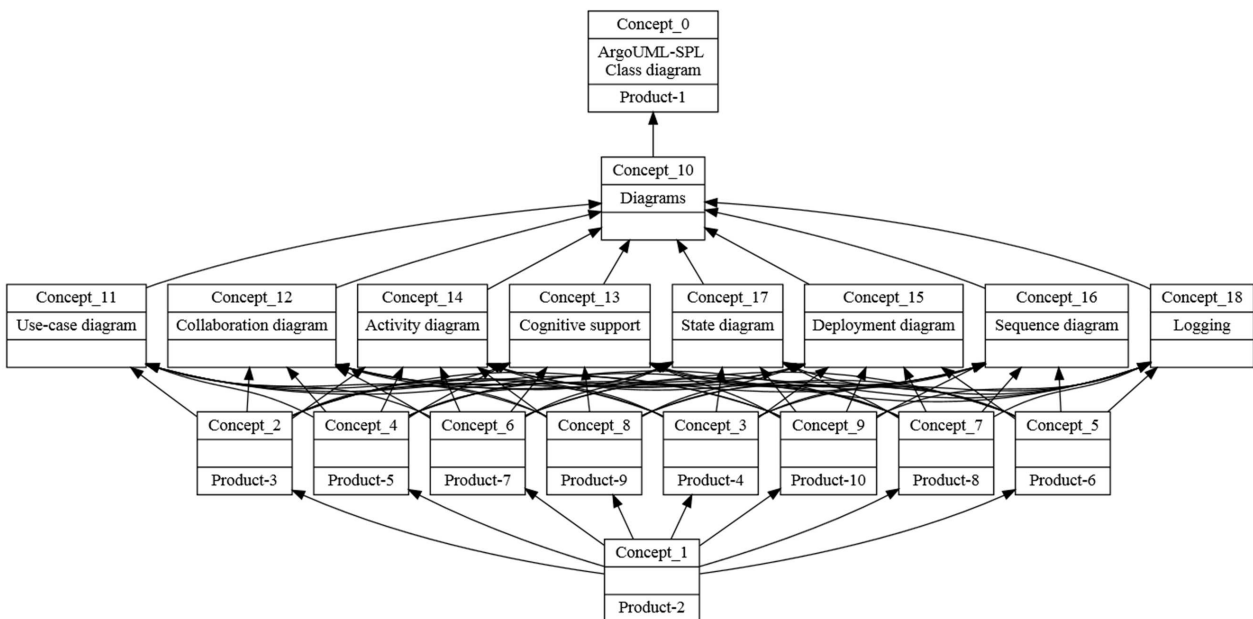 Concept_0
ArgoUML-SPL
Class diagram
Product-1
Concept_10
Diagrams
Concept_11
Use-case diagram
Concept_12
Collaboration diagram
Concept_14
Activity diagram
Concept_13
Cognitive support
Concept_17
State diagram
Concept_15
Deployment diagram
Concept_16
Sequence diagram
Concept_18
Logging
Concept_2
Product-3
Concept_4
Product-5
Concept_6
Product-7
Concept_8
Product-9
Concept_3
Product-4
Concept_9
Product-10
Concept_7
Product-8
Concept_5
Product-6
Concept_1
Product-2